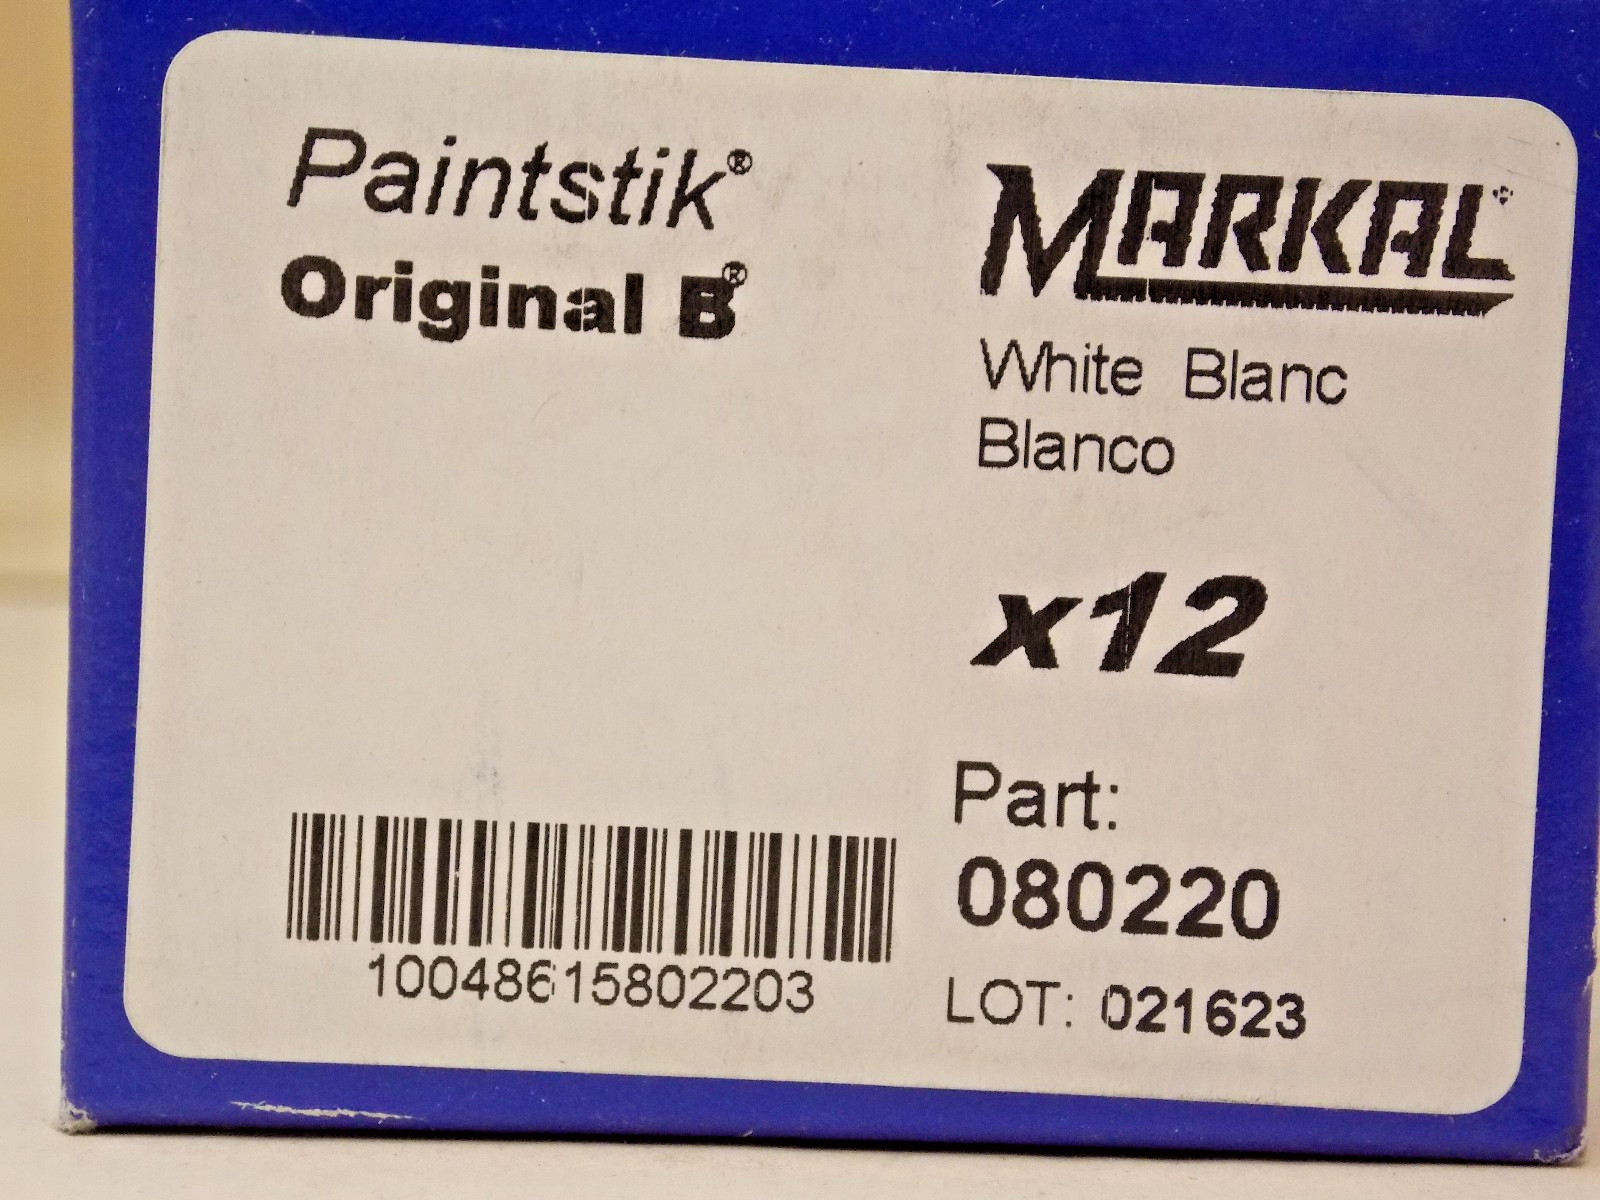 Paintstik®
Original B®
MARKAL®
White Blanc
Blanco
x12
Part:
080220
LOT: 021623
10048615802203